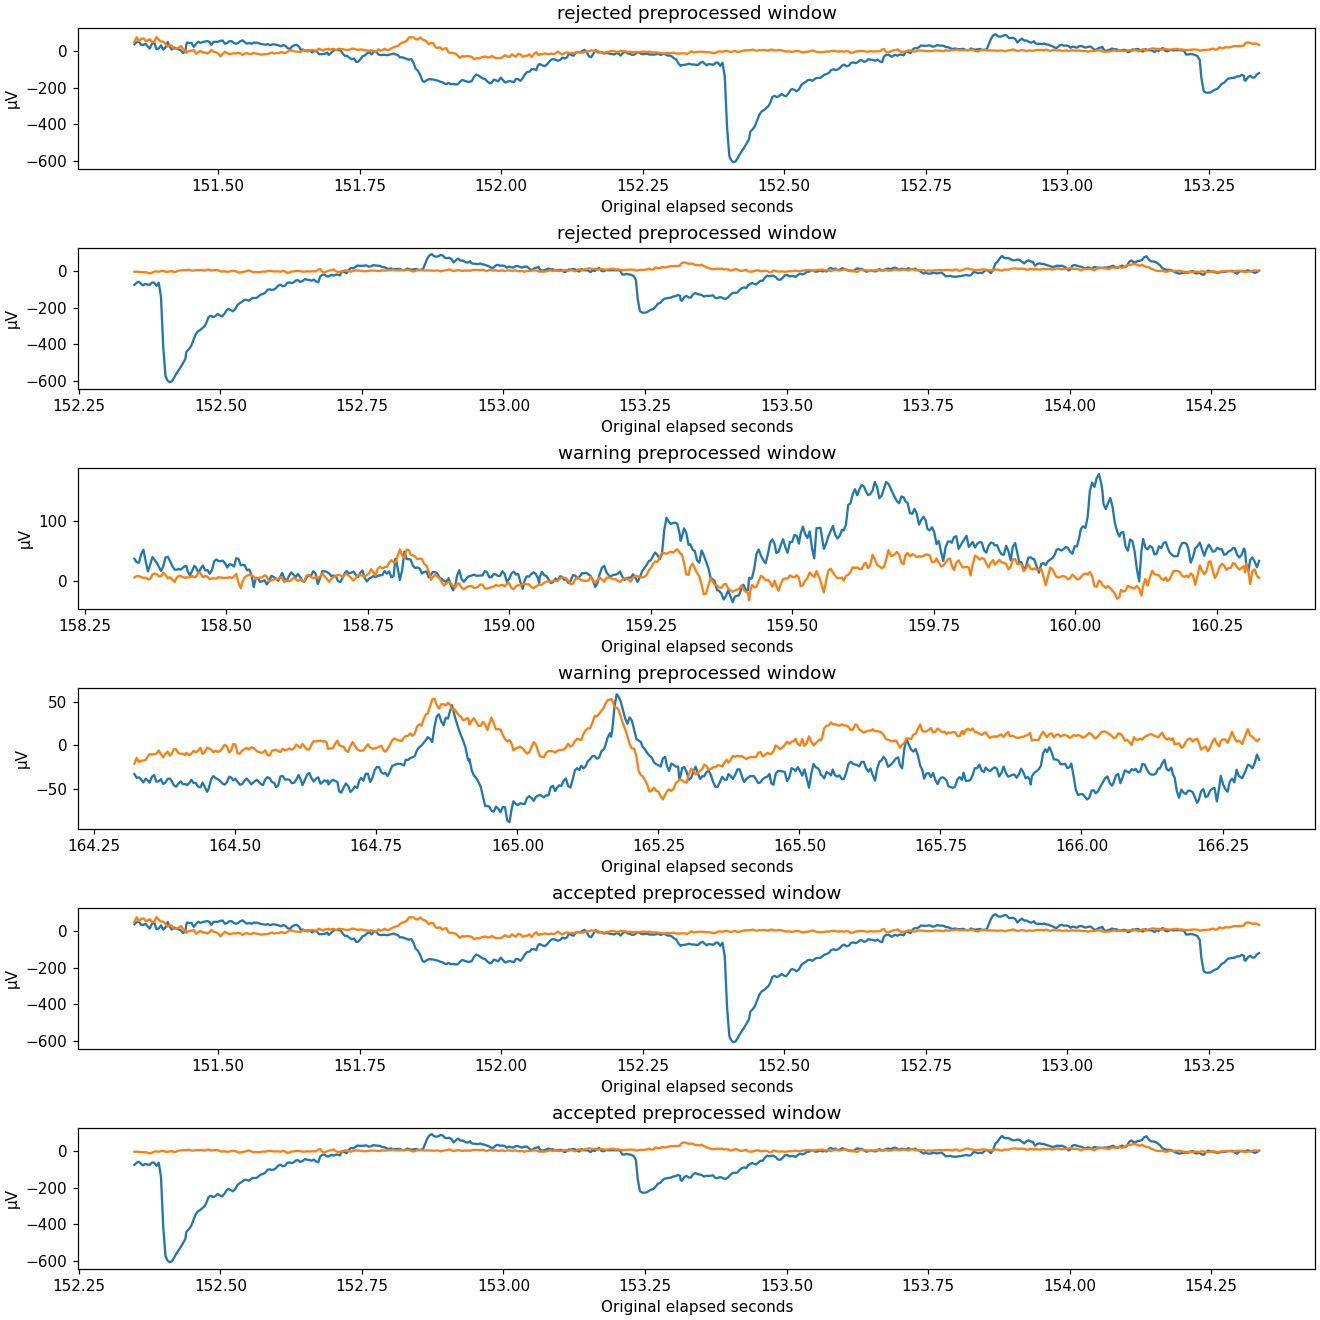 rejected preprocessed window
0
−200
−400
−600
µV
151.50 151.75 152.00 152.25 152.50 152.75 153.00 153.25
Original elapsed seconds
rejected preprocessed window
0
−200
−400
−600
µV
152.25 152.50 152.75 153.00 153.25 153.50 153.75 154.00 154.25
Original elapsed seconds
warning preprocessed window
100
0
µV
158.25 158.50 158.75 159.00 159.25 159.50 159.75 160.00 160.25
Original elapsed seconds
warning preprocessed window
50
0
−50
µV
164.25 164.50 164.75 165.00 165.25 165.50 165.75 166.00 166.25
Original elapsed seconds
accepted preprocessed window
0
−200
−400
−600
µV
151.50 151.75 152.00 152.25 152.50 152.75 153.00 153.25
Original elapsed seconds
accepted preprocessed window
0
−200
−400
−600
µV
152.25 152.50 152.75 153.00 153.25 153.50 153.75 154.00 154.25
Original elapsed seconds